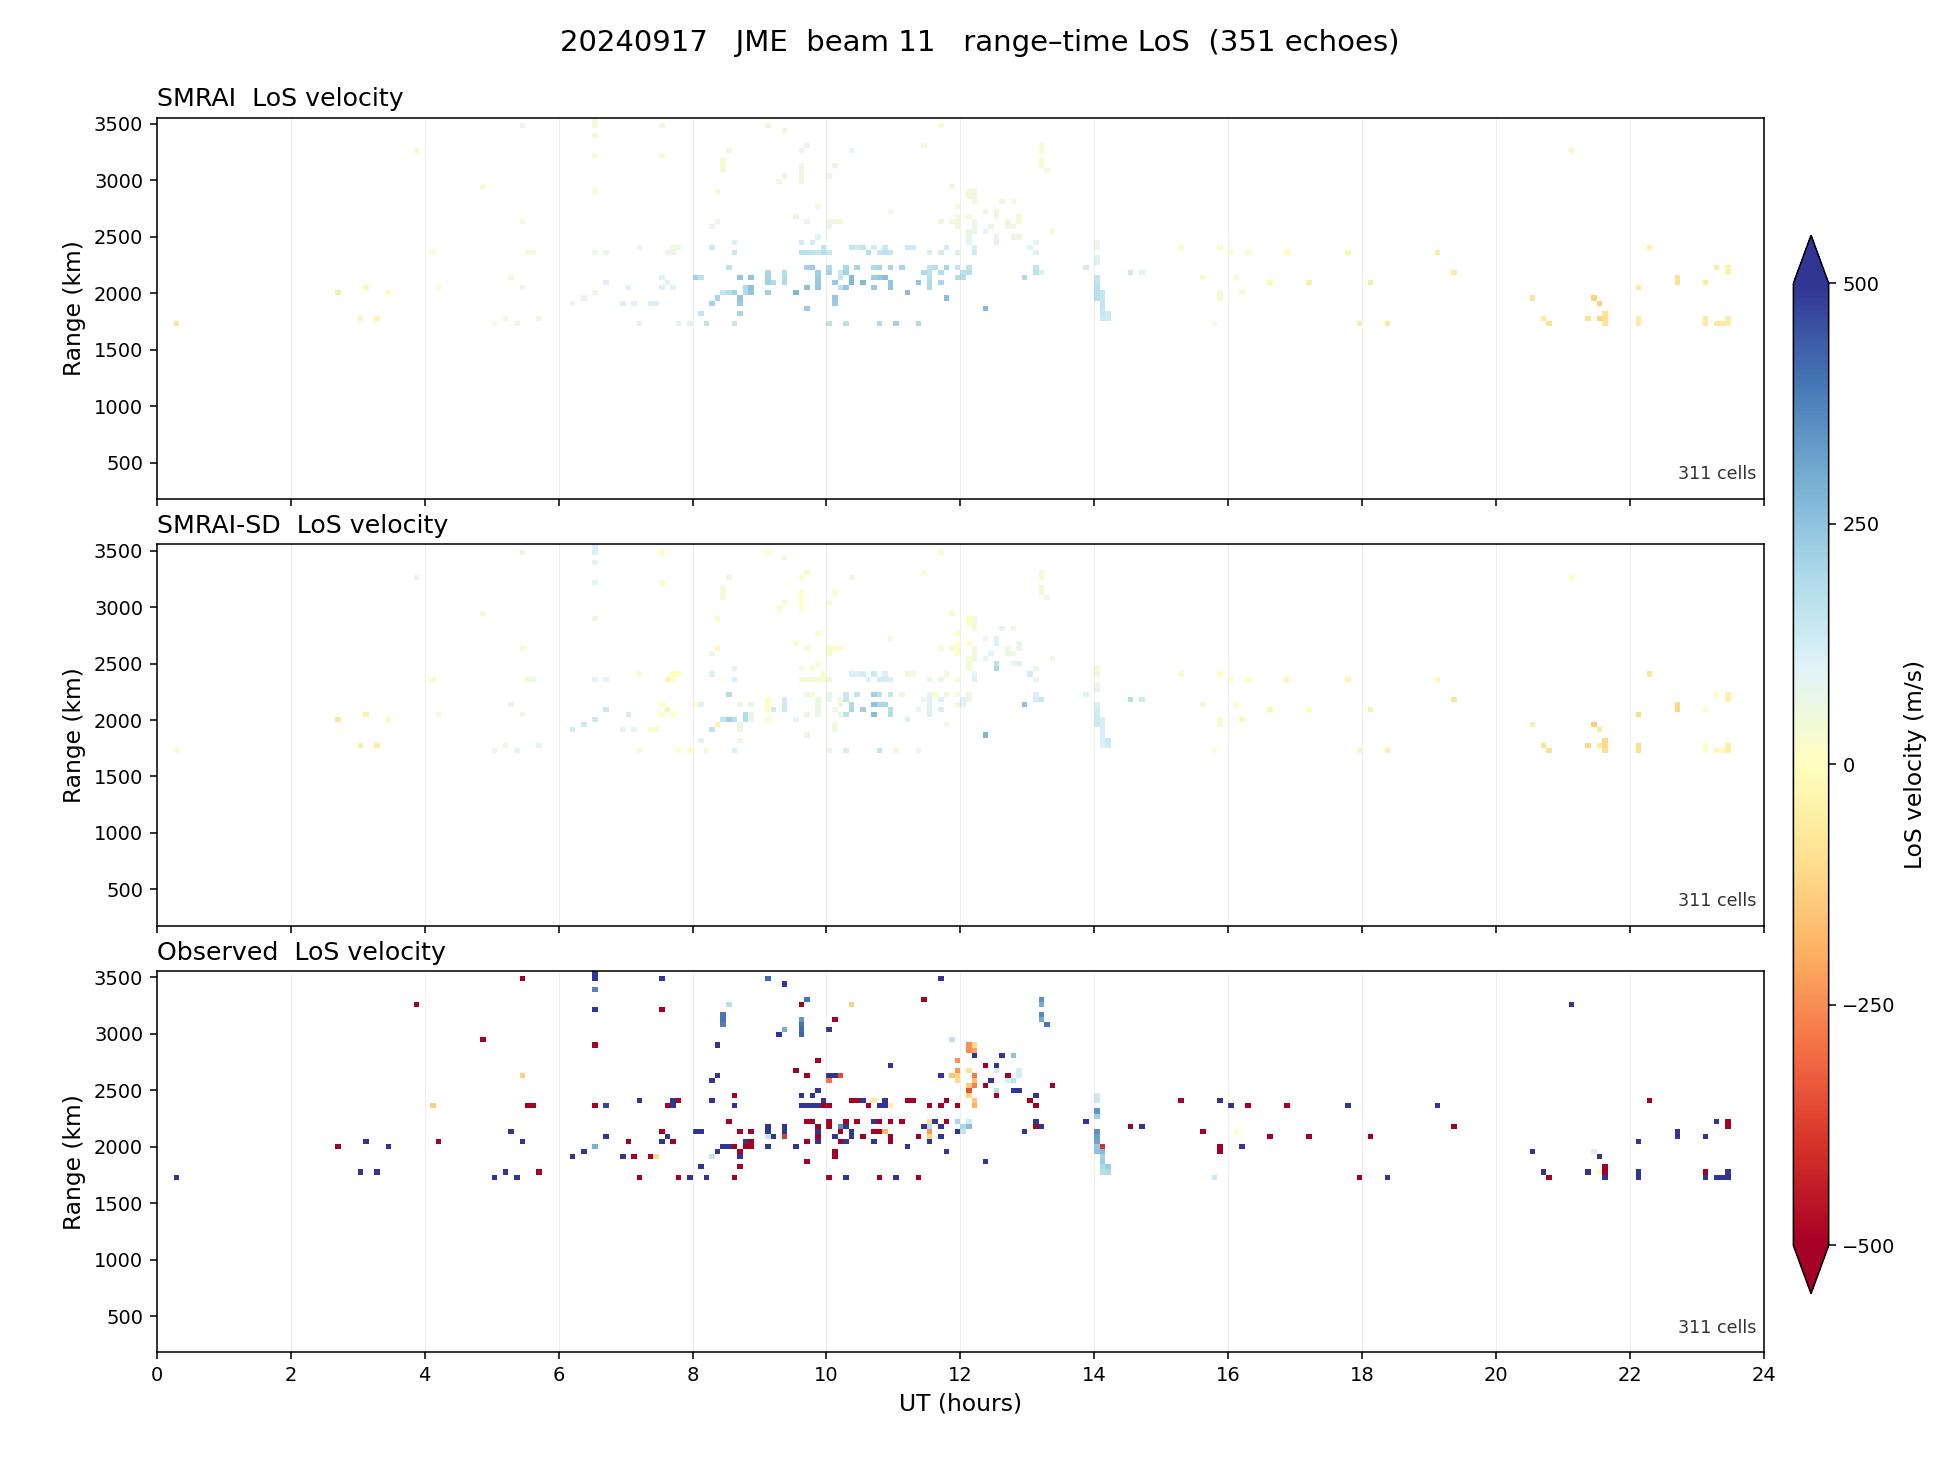 20240917 JME beam 11 range–time LoS (351 echoes)
SMRAI LoS velocity
3500
3000
2500
2000
1500
1000
500
Range (km)
311 cells
SMRAI-SD LoS velocity
3500
3000
2500
2000
1500
1000
500
Range (km)
311 cells
Observed LoS velocity
3500
3000
2500
2000
1500
1000
500
Range (km)
311 cells
0 2 4 6 8 10 12 14 16 18 20 22 24
UT (hours)
500
250
0
−250
−500
LoS velocity (m/s)